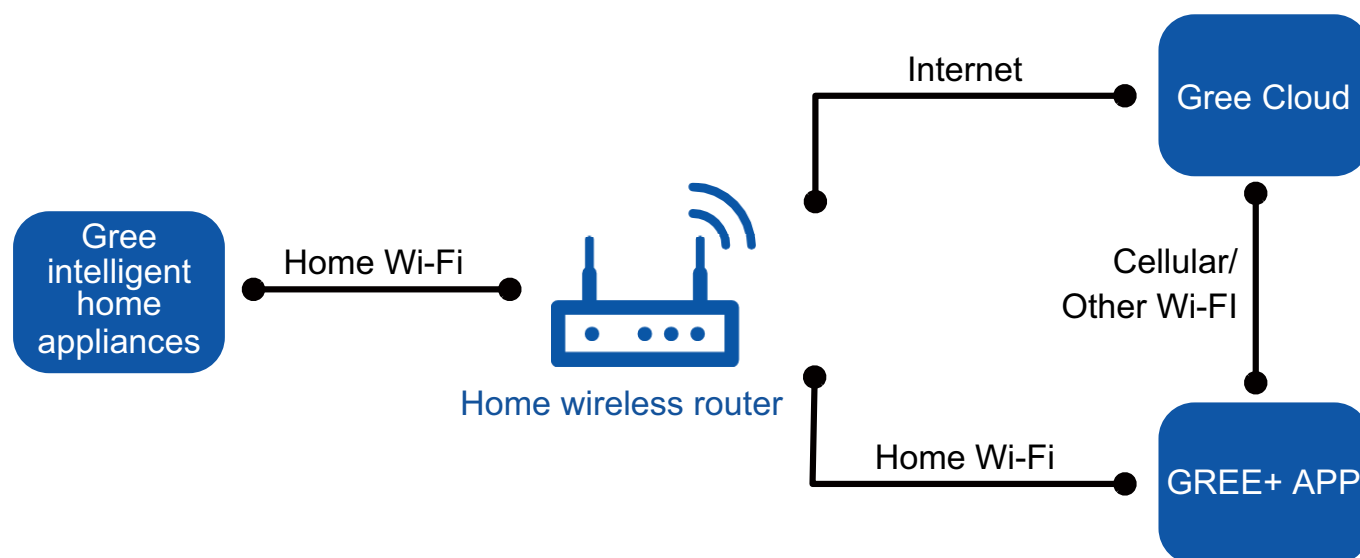 Internet
Gree Cloud
Gree
intelligent
home
appliances
Home Wi-Fi
Cellular/
Other Wi-FI
Home wireless router
Home Wi-Fi
GREE+ APP